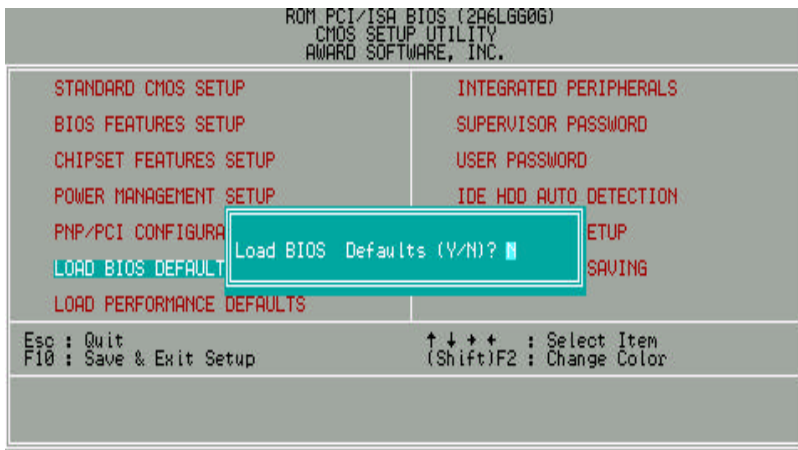 ROM PCI/ISA BIOS (2A6LGG0G)
CMOS SETUP UTILITY
AWARD SOFTWARE, INC.
STANDARD CMOS SETUP
BIOS FEATURES SETUP
CHIPSET FEATURES SETUP
POWER MANAGEMENT SETUP
PNP/PCI CONFIGURA
LOAD BIOS DEFAULT
LOAD PERFORMANCE DEFAULTS
INTEGRATED PERIPHERALS
SUPERVISOR PASSWORD
USER PASSWORD
IDE HDD AUTO DETECTION
ETUP
SAVING
Load BIOS Defaults (Y/N)? N
Esc : Quit
F10 : Save & Exit Setup
↑ ↓ → ← : Select Item
(Shift)F2 : Change Color